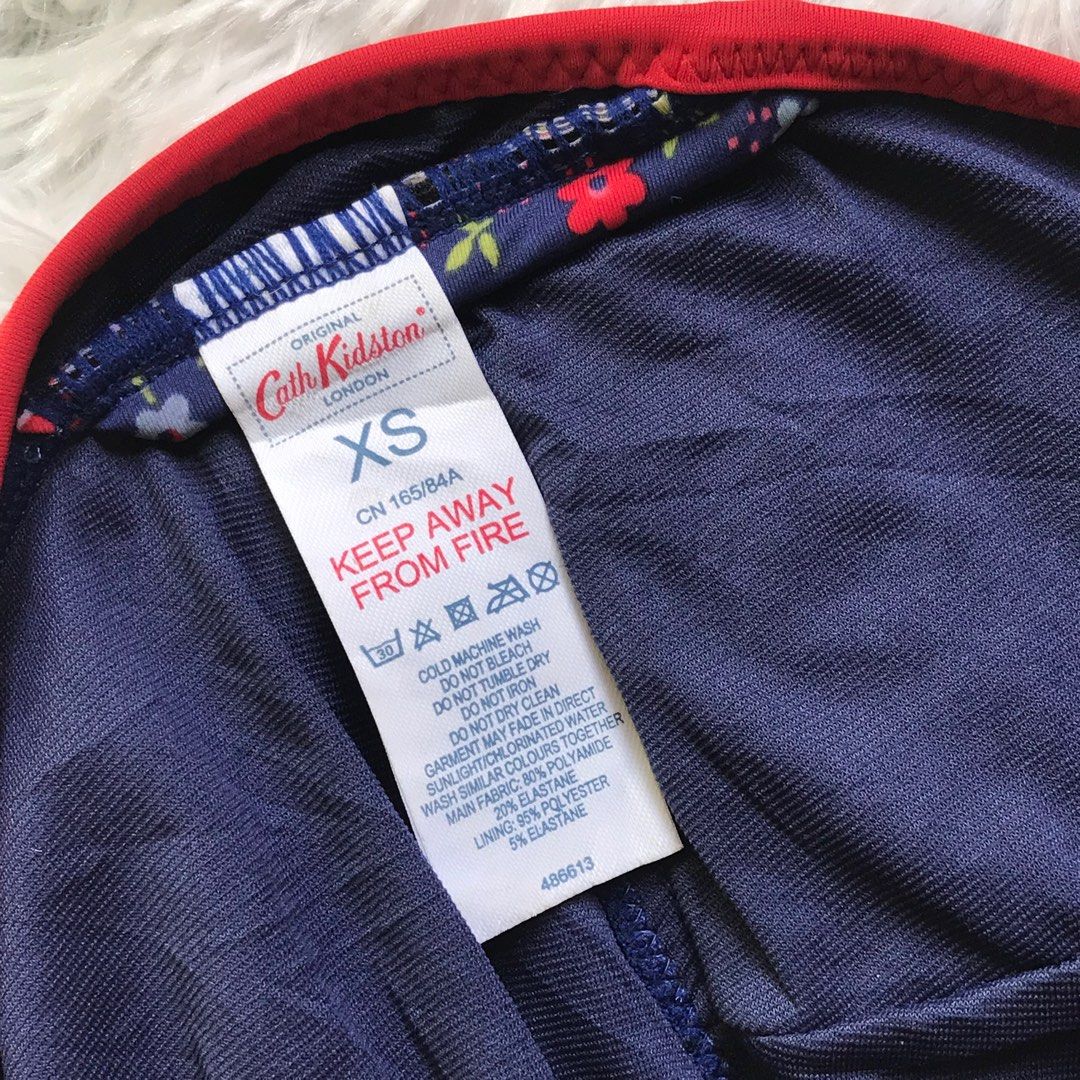 ORIGINAL
Cath Kidston®
LONDON
XS
CN 165/84A
KEEP AWAY
FROM FIRE
30
COLD MACHINE WASH
DO NOT BLEACH
DO NOT TUMBLE DRY
DO NOT IRON
DO NOT DRY CLEAN
GARMENT MAY FADE IN DIRECT
SUNLIGHT/CHLORINATED WATER
WASH SIMILAR COLOURS TOGETHER
MAIN FABRIC: 80% POLYAMIDE
20% ELASTANE
LINING: 95% POLYESTER
5% ELASTANE
486613